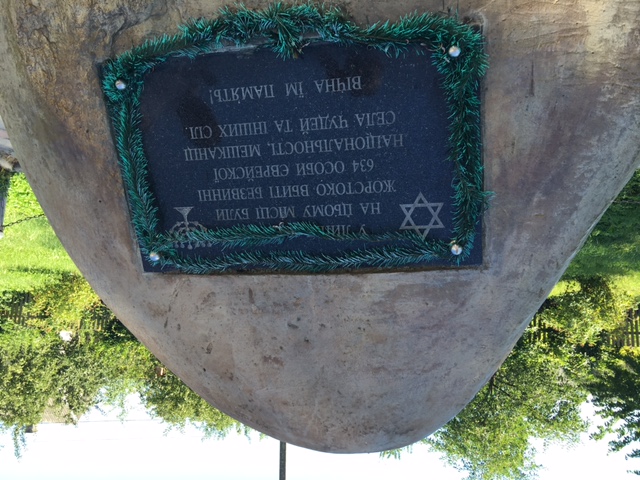 У
НА ЦЬОМУ МІСЦІ БУЛИ
ЖОРСТОКО ВБИТІ БЕЗВИННІ
634 ОСОБИ ЄВРЕЙСКОЇ
НАЦІОНАЛЬНОСТІ, МЕШКАНЦІ
СЕЛА ЧУДЕЙ ТА ІНШИХ СІЛ.
ВІЧНА ЇМ ПАМ'ЯТЬ!